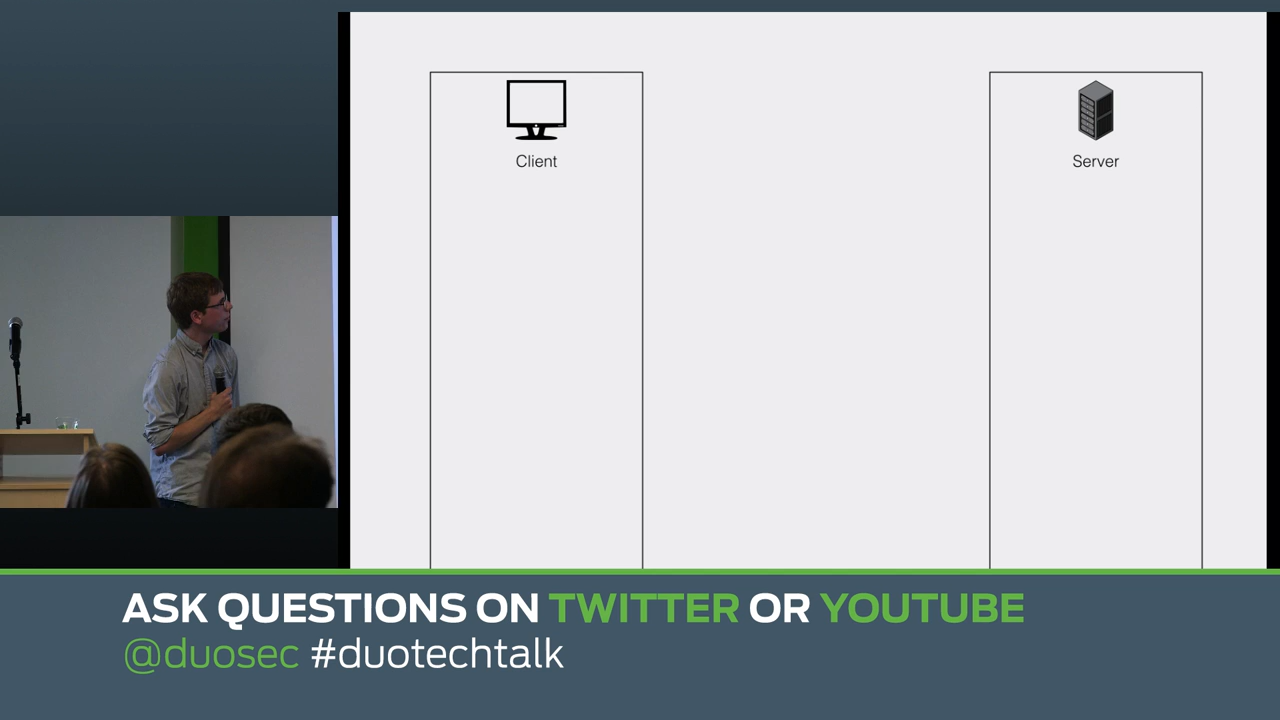 Client
Server
ASK QUESTIONS ON TWITTER OR YOUTUBE
@duosec #duotechtalk